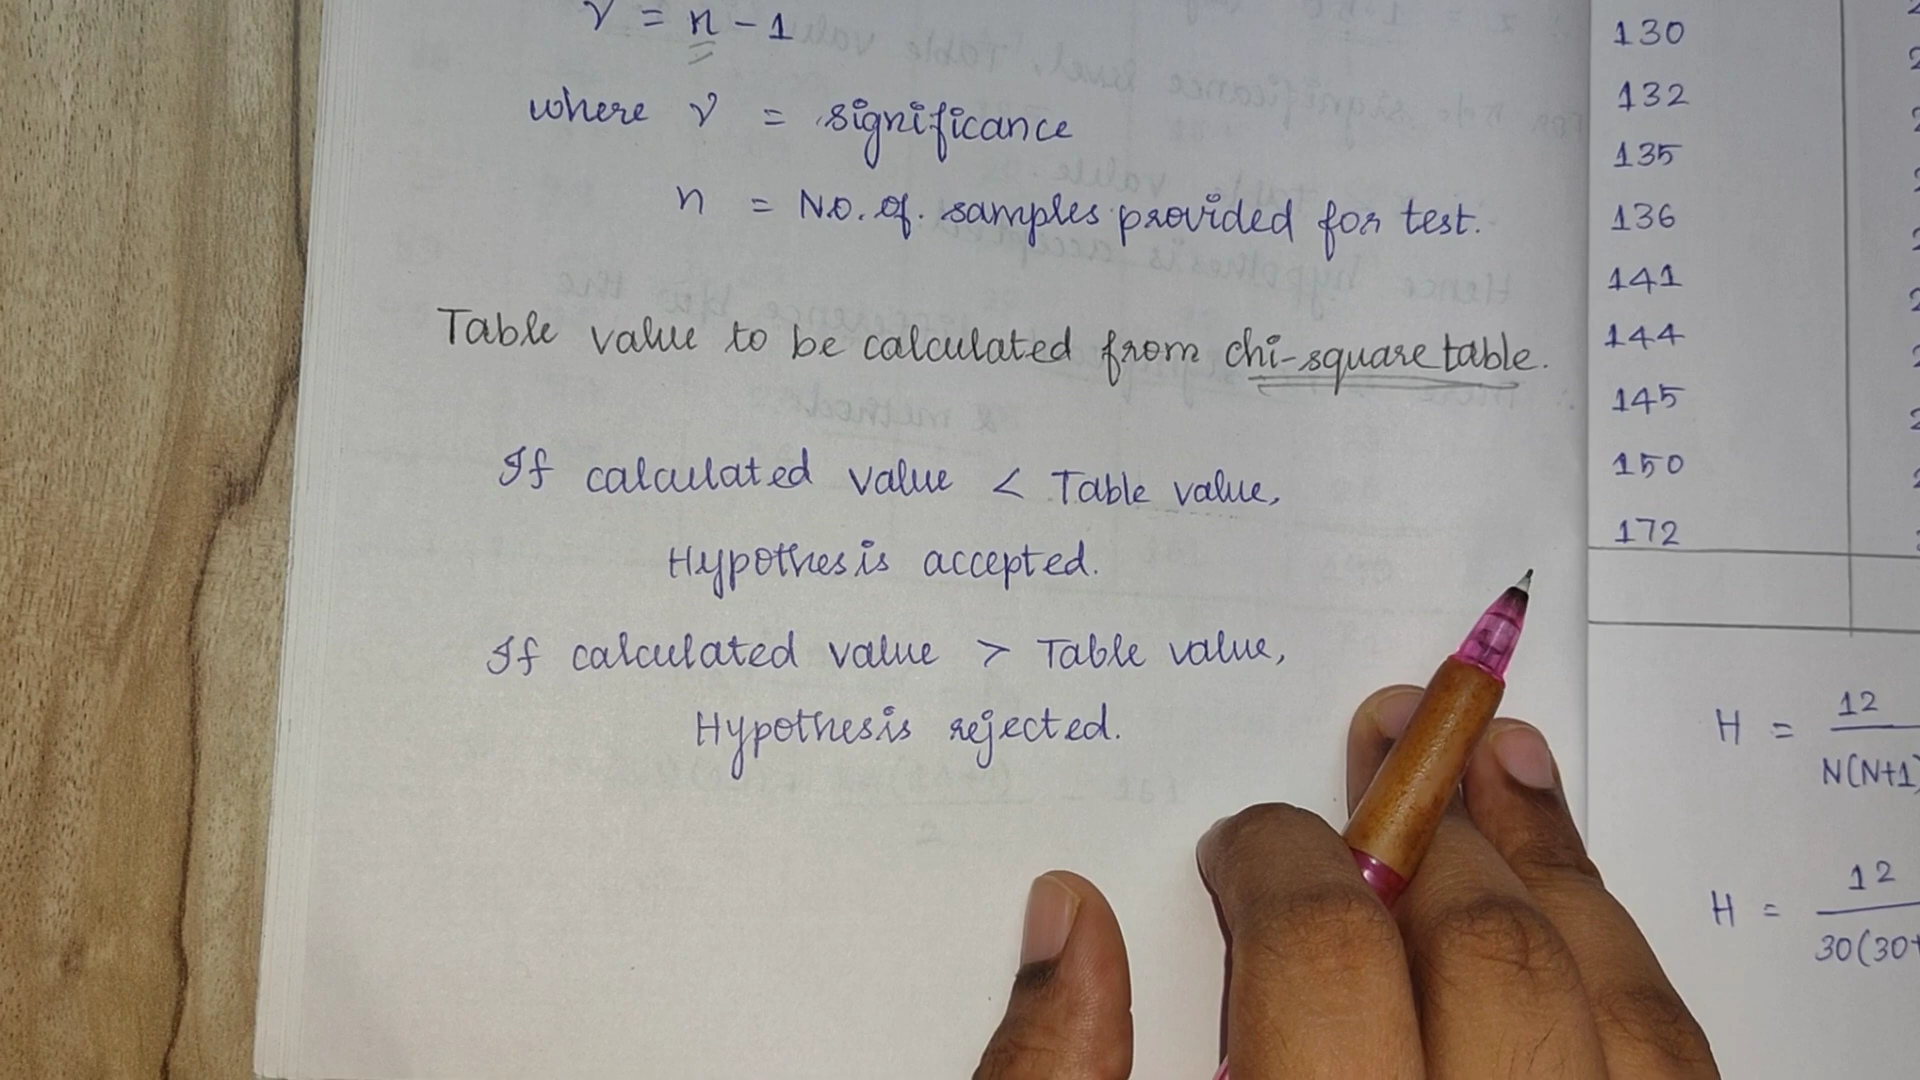 ν = n - 1
where ν = significance
n = No. of. samples provided for test.
Table value to be calculated from chi-square table.
If calculated value < Table value,
Hypothesis accepted.
If calculated value > Table value,
Hypothesis rejected.
130
132
135
136
141
144
145
150
172
H = 12
N(N+1)
H = 12
30(30+